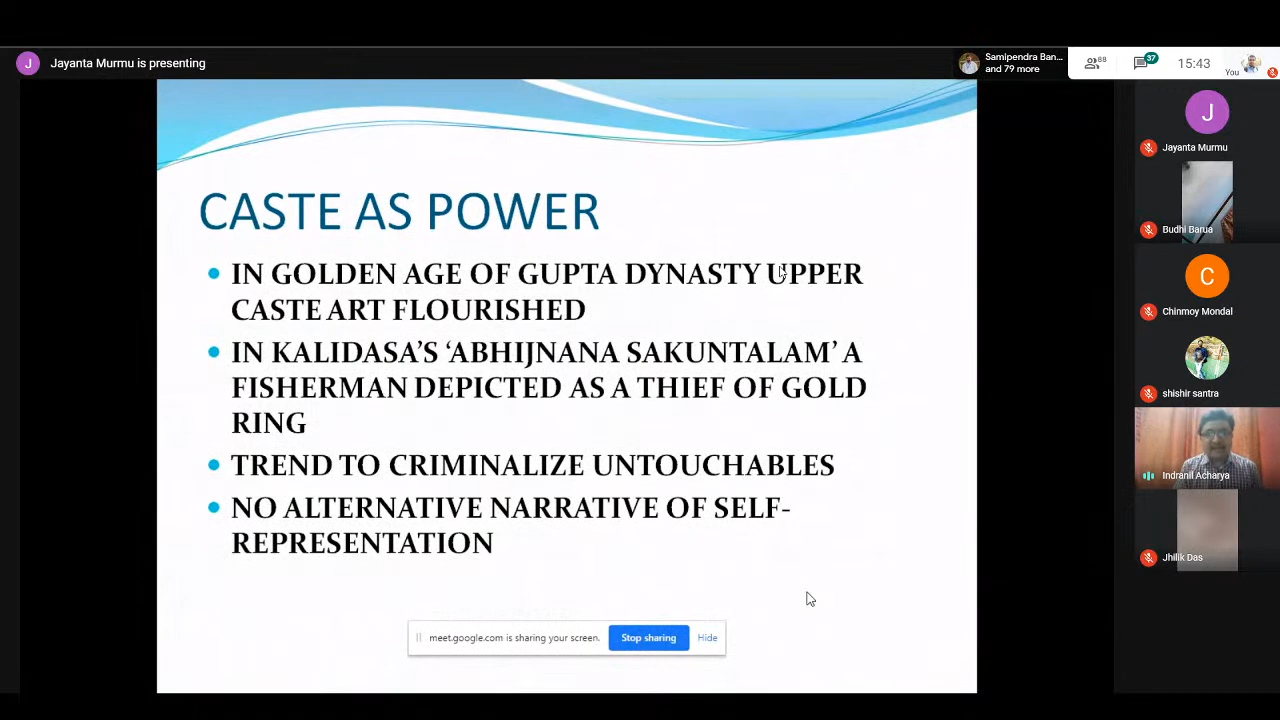 J
Jayanta Murmu is presenting
Samipendra Ban...
and 79 more
88
37
15:43
You
CASTE AS POWER
IN GOLDEN AGE OF GUPTA DYNASTY UPPER
CASTE ART FLOURISHED
IN KALIDASA’S ‘ABHIJNANA SAKUNTALAM’ A
FISHERMAN DEPICTED AS A THIEF OF GOLD
RING
TREND TO CRIMINALIZE UNTOUCHABLES
NO ALTERNATIVE NARRATIVE OF SELF-
REPRESENTATION
meet.google.com is sharing your screen. Stop sharing Hide
J
Jayanta Murmu
Budhi Barua
C
Chinmoy Mondal
shishir santra
Indranil Acharya
Jhilik Das